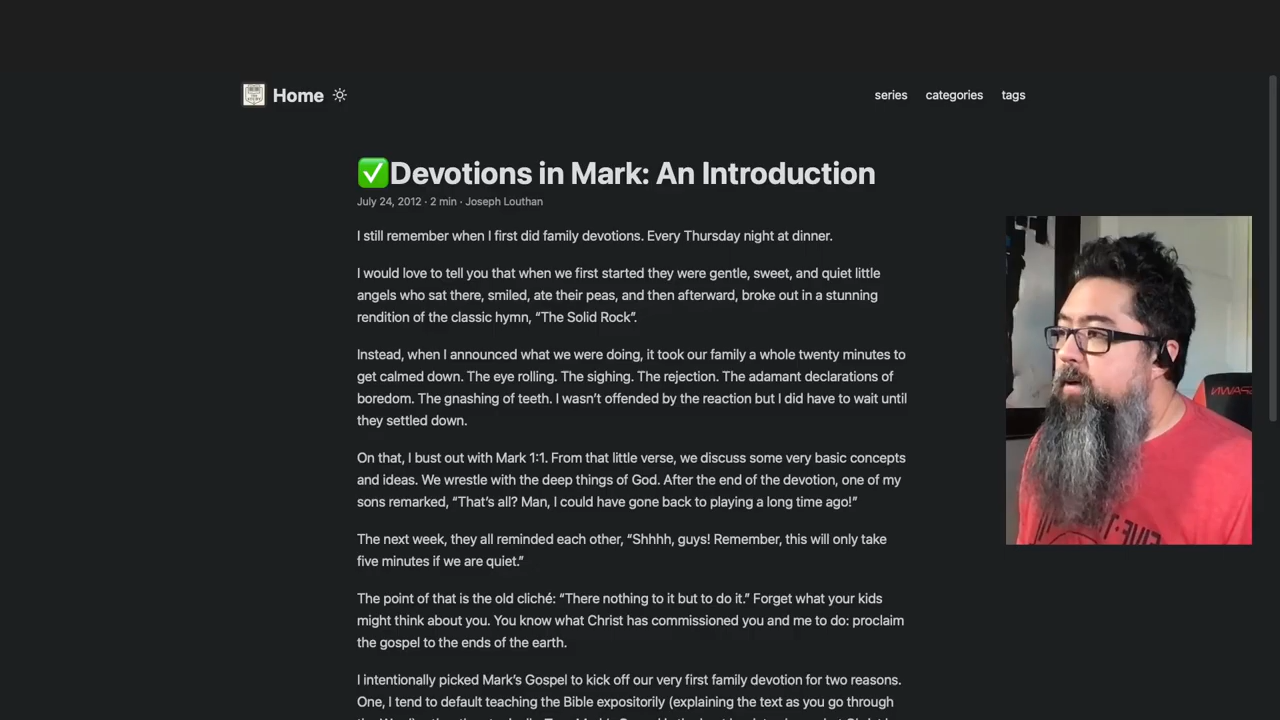 Home
series categories tags
✅Devotions in Mark: An Introduction
July 24, 2012 · 2 min · Joseph Louthan
I still remember when I first did family devotions. Every Thursday night at dinner.
I would love to tell you that when we first started they were gentle, sweet, and quiet little
angels who sat there, smiled, ate their peas, and then afterward, broke out in a stunning
rendition of the classic hymn, “The Solid Rock”.
Instead, when I announced what we were doing, it took our family a whole twenty minutes to
get calmed down. The eye rolling. The sighing. The rejection. The adamant declarations of
boredom. The gnashing of teeth. I wasn’t offended by the reaction but I did have to wait until
they settled down.
On that, I bust out with Mark 1:1. From that little verse, we discuss some very basic concepts
and ideas. We wrestle with the deep things of God. After the end of the devotion, one of my
sons remarked, “That’s all? Man, I could have gone back to playing a long time ago!”
The next week, they all reminded each other, “Shhhh, guys! Remember, this will only take
five minutes if we are quiet.”
The point of that is the old cliché: “There nothing to it but to do it.” Forget what your kids
might think about you. You know what Christ has commissioned you and me to do: proclaim
the gospel to the ends of the earth.
I intentionally picked Mark’s Gospel to kick off our very first family devotion for two reasons.
One, I tend to default teaching the Bible expositorily (explaining the text as you go through